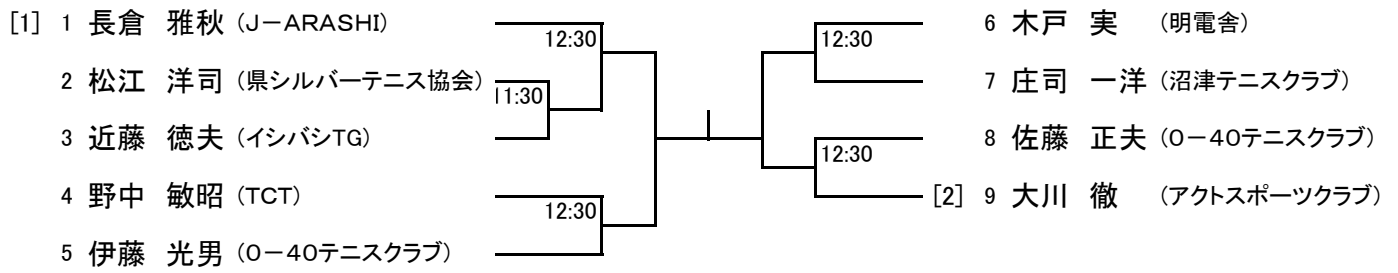 [1] 1 長倉 雅秋 (J－ARASHI)
12:30
2 松江 洋司 (県シルバーテニス協会)
11:30
3 近藤 徳夫 (イシバシTG)
4 野中 敏昭 (TCT)
12:30
5 伊藤 光男 (0－40テニスクラブ)
6 木戸 実 (明電舎)
12:30
7 庄司 一洋 (沼津テニスクラブ)
8 佐藤 正夫 (0－40テニスクラブ)
12:30
[2] 9 大川 徹 (アクトスポーツクラブ)